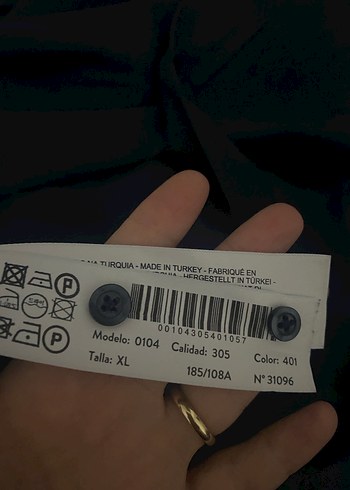 NA TURQUIA - MADE IN TURKEY - FABRIQUÉ EN
HERGESTELLT IN TÜRKEI -
P
00104305401057
P
Modelo: 0104 Calidad: 305 Color: 401
Talla: XL 185/108A Nº 31096